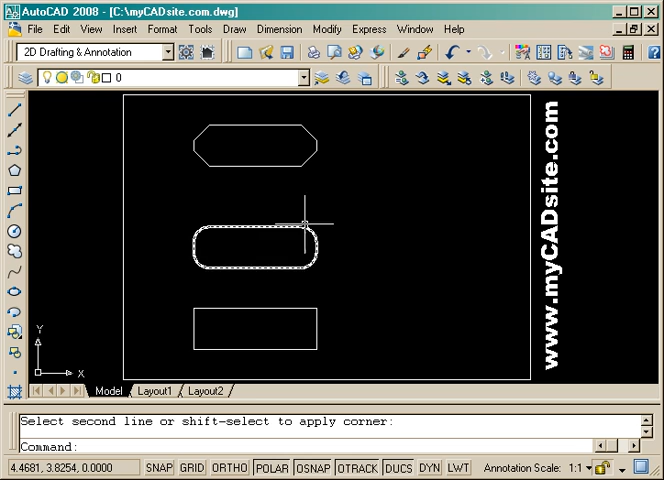 AutoCAD 2008 - [C:\myCADsite.com.dwg]
File Edit View Insert Format Tools Draw Dimension Modify Express Window Help
2D Drafting & Annotation
0
www.myCADsite.com
Y
X
Model Layout1 Layout2
Select second line or shift-select to apply corner:
Command:
4.4681, 3.8254, 0.0000 SNAP GRID ORTHO POLAR OSNAP OTRACK DUCS DYN LWT Annotation Scale: 1:1